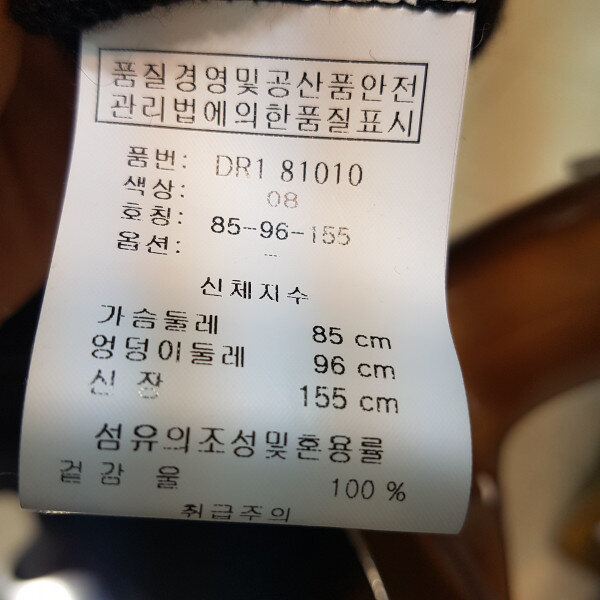 품질경영및공산품안전
관리법에의한품질표시
품번: DR1 81010
색상: 08
호칭: 85-96-155
옵션: --
신체지수
가슴둘레 85 cm
엉덩이둘레 96 cm
신 장 155 cm
섬유의조성및혼용률
겉감 울 100 %
취급주의